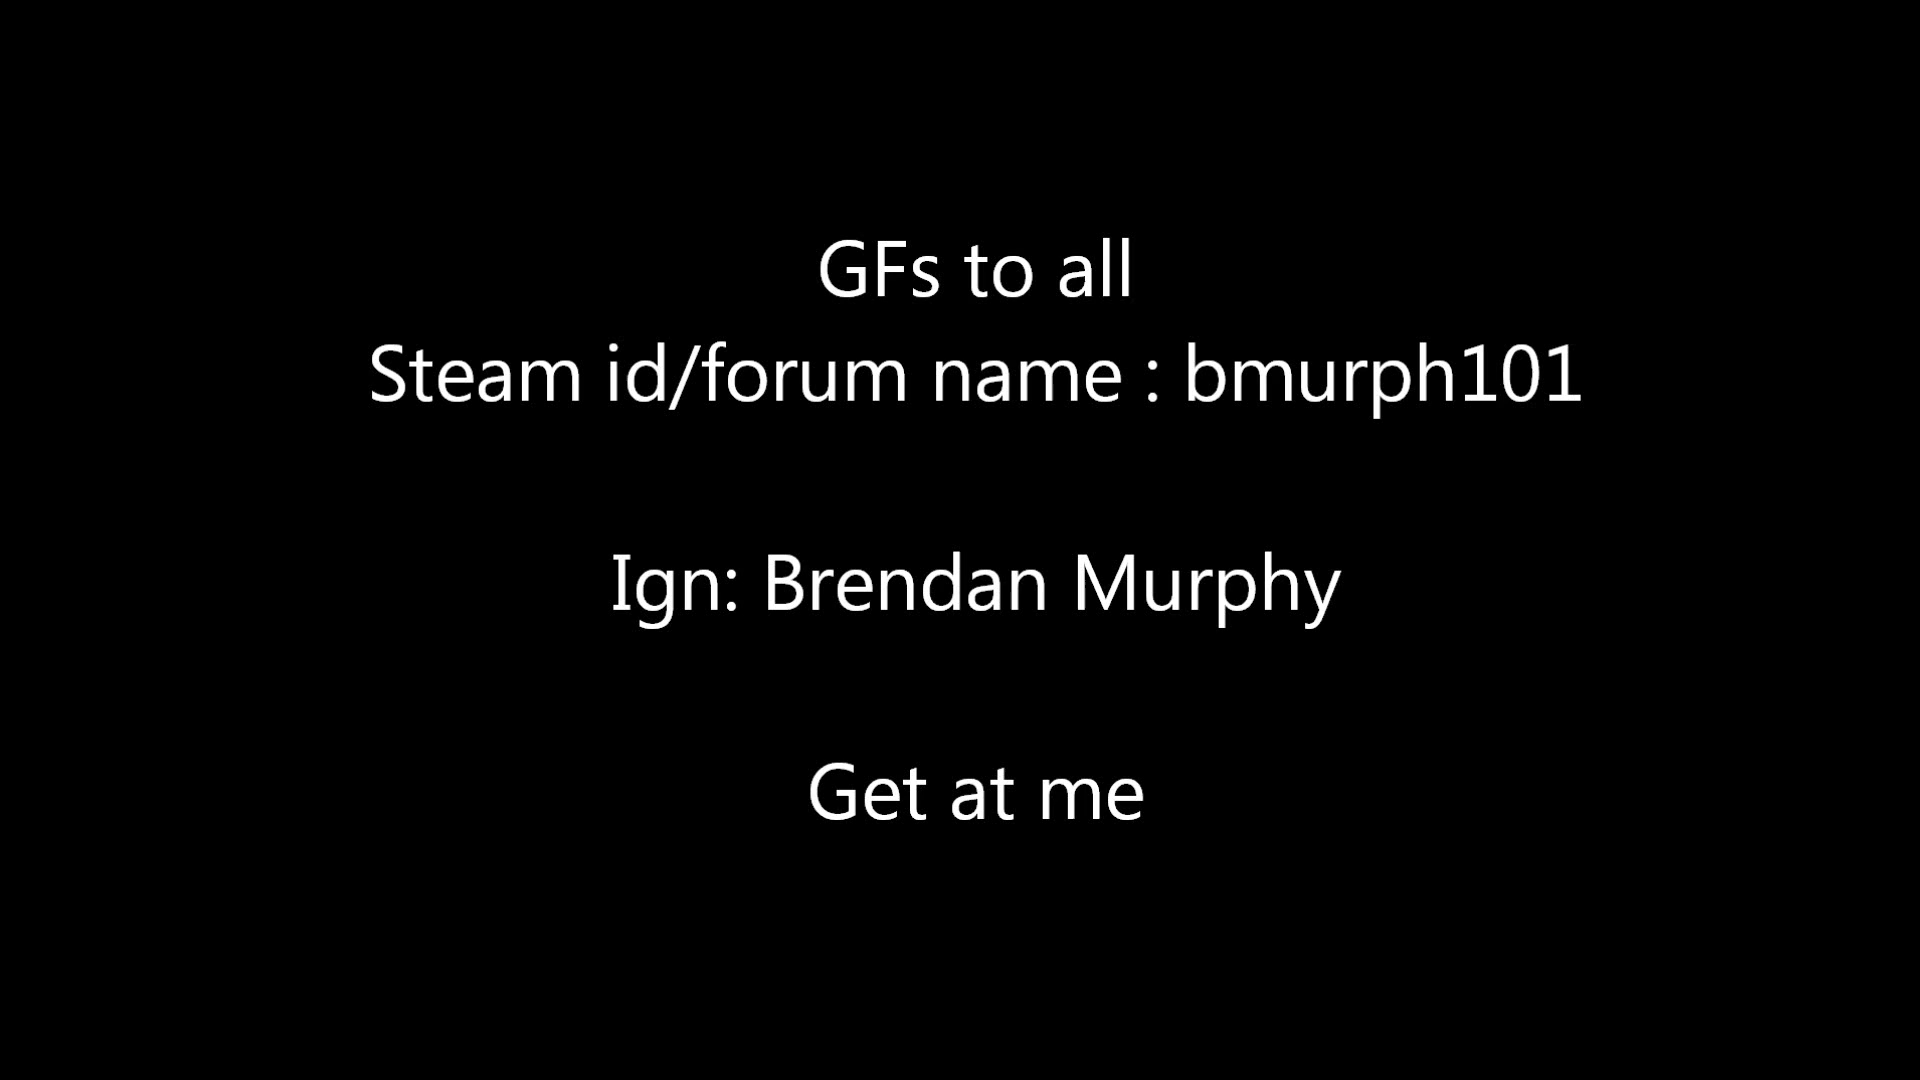 GFs to all
Steam id/forum name : bmurph101
Ign: Brendan Murphy
Get at me